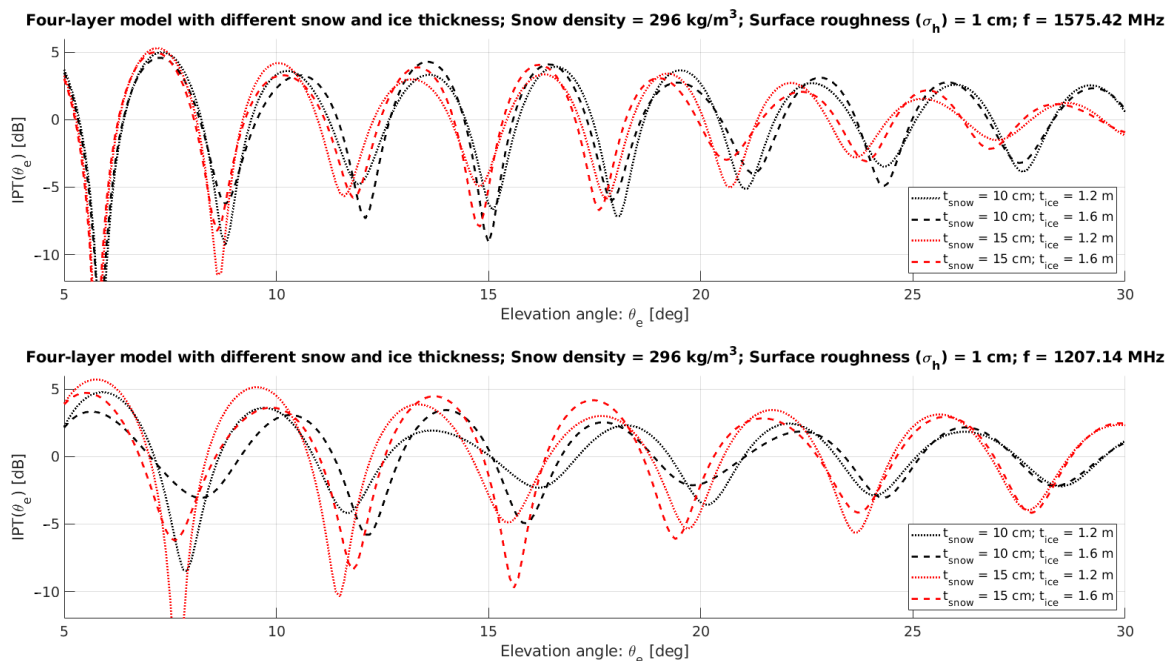 Four-layer model with different snow and ice thickness; Snow density = 296 kg/m³; Surface roughness (σₕ) = 1 cm; f = 1575.42 MHz
5
0
−5
−10
IPT(θₑ) [dB]
tₛₙₒw = 10 cm; tᵢcₑ = 1.2 m
tₛₙₒw = 10 cm; tᵢcₑ = 1.6 m
tₛₙₒw = 15 cm; tᵢcₑ = 1.2 m
tₛₙₒw = 15 cm; tᵢcₑ = 1.6 m
5 10 15 20 25 30
Elevation angle: θₑ [deg]
Four-layer model with different snow and ice thickness; Snow density = 296 kg/m³; Surface roughness (σₕ) = 1 cm; f = 1207.14 MHz
5
0
−5
−10
IPT(θₑ) [dB]
tₛₙₒw = 10 cm; tᵢcₑ = 1.2 m
tₛₙₒw = 10 cm; tᵢcₑ = 1.6 m
tₛₙₒw = 15 cm; tᵢcₑ = 1.2 m
tₛₙₒw = 15 cm; tᵢcₑ = 1.6 m
5 10 15 20 25 30
Elevation angle: θₑ [deg]